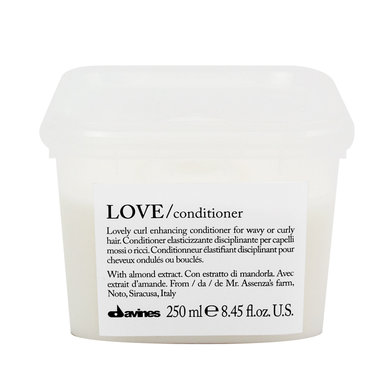 LOVE/conditioner
Lovely curl enhancing conditioner for wavy or curly
hair. Conditioner elasticizzante disciplinante per capelli
mossi o ricci. Conditionneur élastifiant disciplinant pour
cheveux ondulés ou bouclés.
With almond extract. Con estratto di mandorla. Avec
extrait d'amande. From / da / de Mr. Assenza's farm,
Noto, Siracusa, Italy
davines 250 ml e 8.45 fl.oz. U.S.